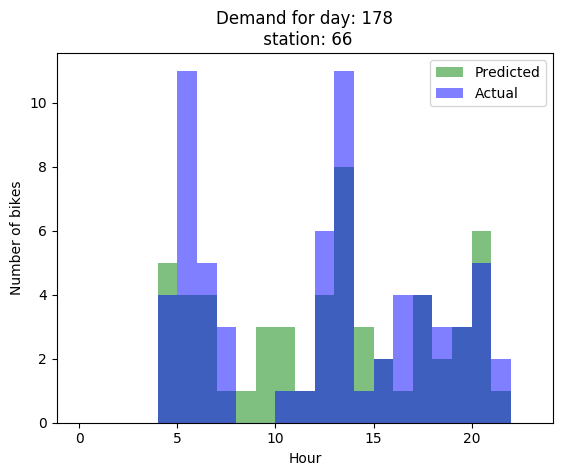 Demand for day: 178
station: 66
Predicted
Actual
Number of bikes
10
8
6
4
2
0
0
5
10
15
20
Hour